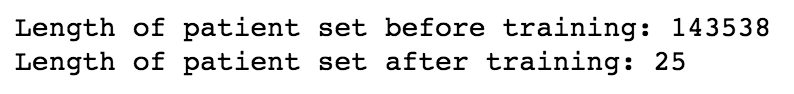 Length of patient set before training: 143538
Length of patient set after training: 25